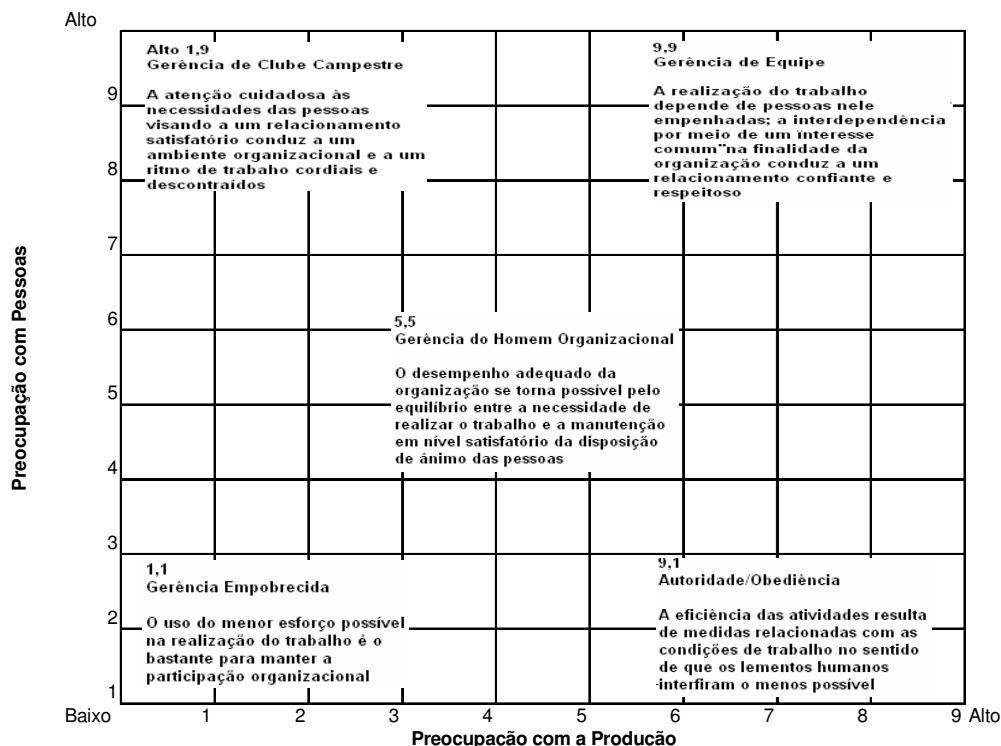 Alto
Alto 1,9
Gerência de Clube Campestre
A atenção cuidadosa às
necessidades das pessoas
visando a um relacionamento
satisfatório conduz a um
ambiente organizacional e a um
ritmo de trabaho cordiais e
descontraídos
9,9
Gerência de Equipe
A realização do trabalho
depende de pessoas nele
empenhadas; a interdependência
por meio de um ïnteresse
comum¨na finalidade da
organização conduz a um
relacionamento confiante e
respeitoso
5,5
Gerência do Homem Organizacional
O desempenho adequado da
organização se torna possível pelo
equilíbrio entre a necessidade de
realizar o trabalho e a manutenção
em nível satisfatório da disposição
de ânimo das pessoas
1,1
Gerência Empobrecida
O uso do menor esforço possível
na realização do trabalho é o
bastante para manter a
participação organizacional
9,1
Autoridade/Obediência
A eficiência das atividades resulta
de medidas relacionadas com as
condições de trabalho no sentido
de que os lementos humanos
interfiram o menos possível
Preocupação com Pessoas
9
8
7
6
5
4
3
2
1
Baixo 1 2 3 4 5 6 7 8 9 Alto
Preocupação com a Produção